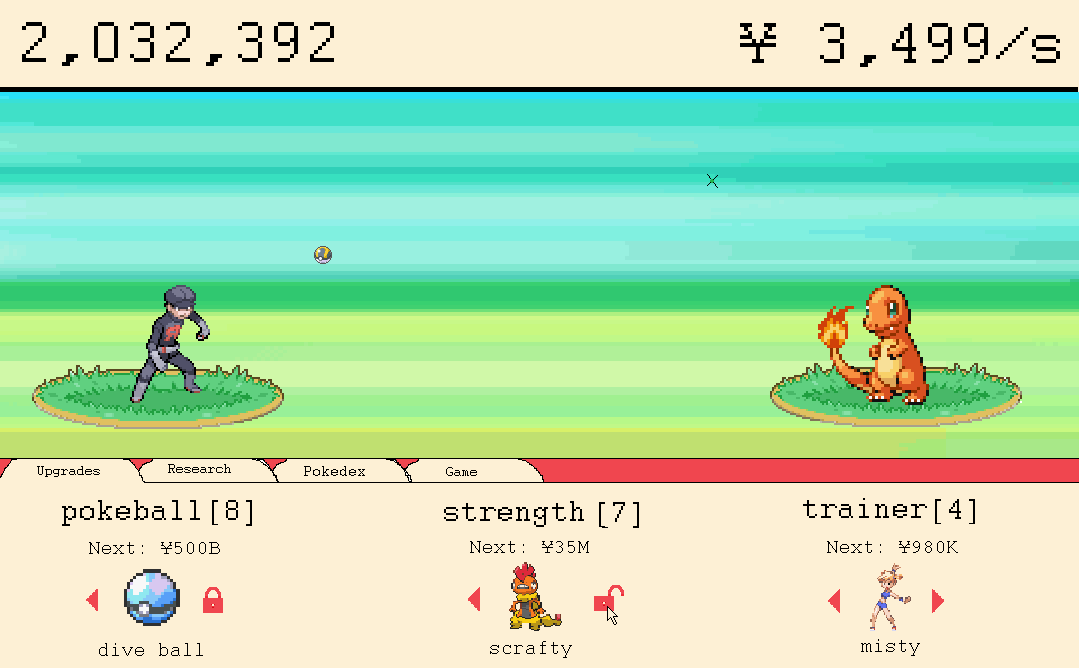 2,032,392
¥ 3,499/s
Upgrades
Research
Pokedex
Game
pokeball[8]
strength[7]
trainer[4]
Next: ¥500B
Next: ¥35M
Next: ¥980K
dive ball
scrafty
misty